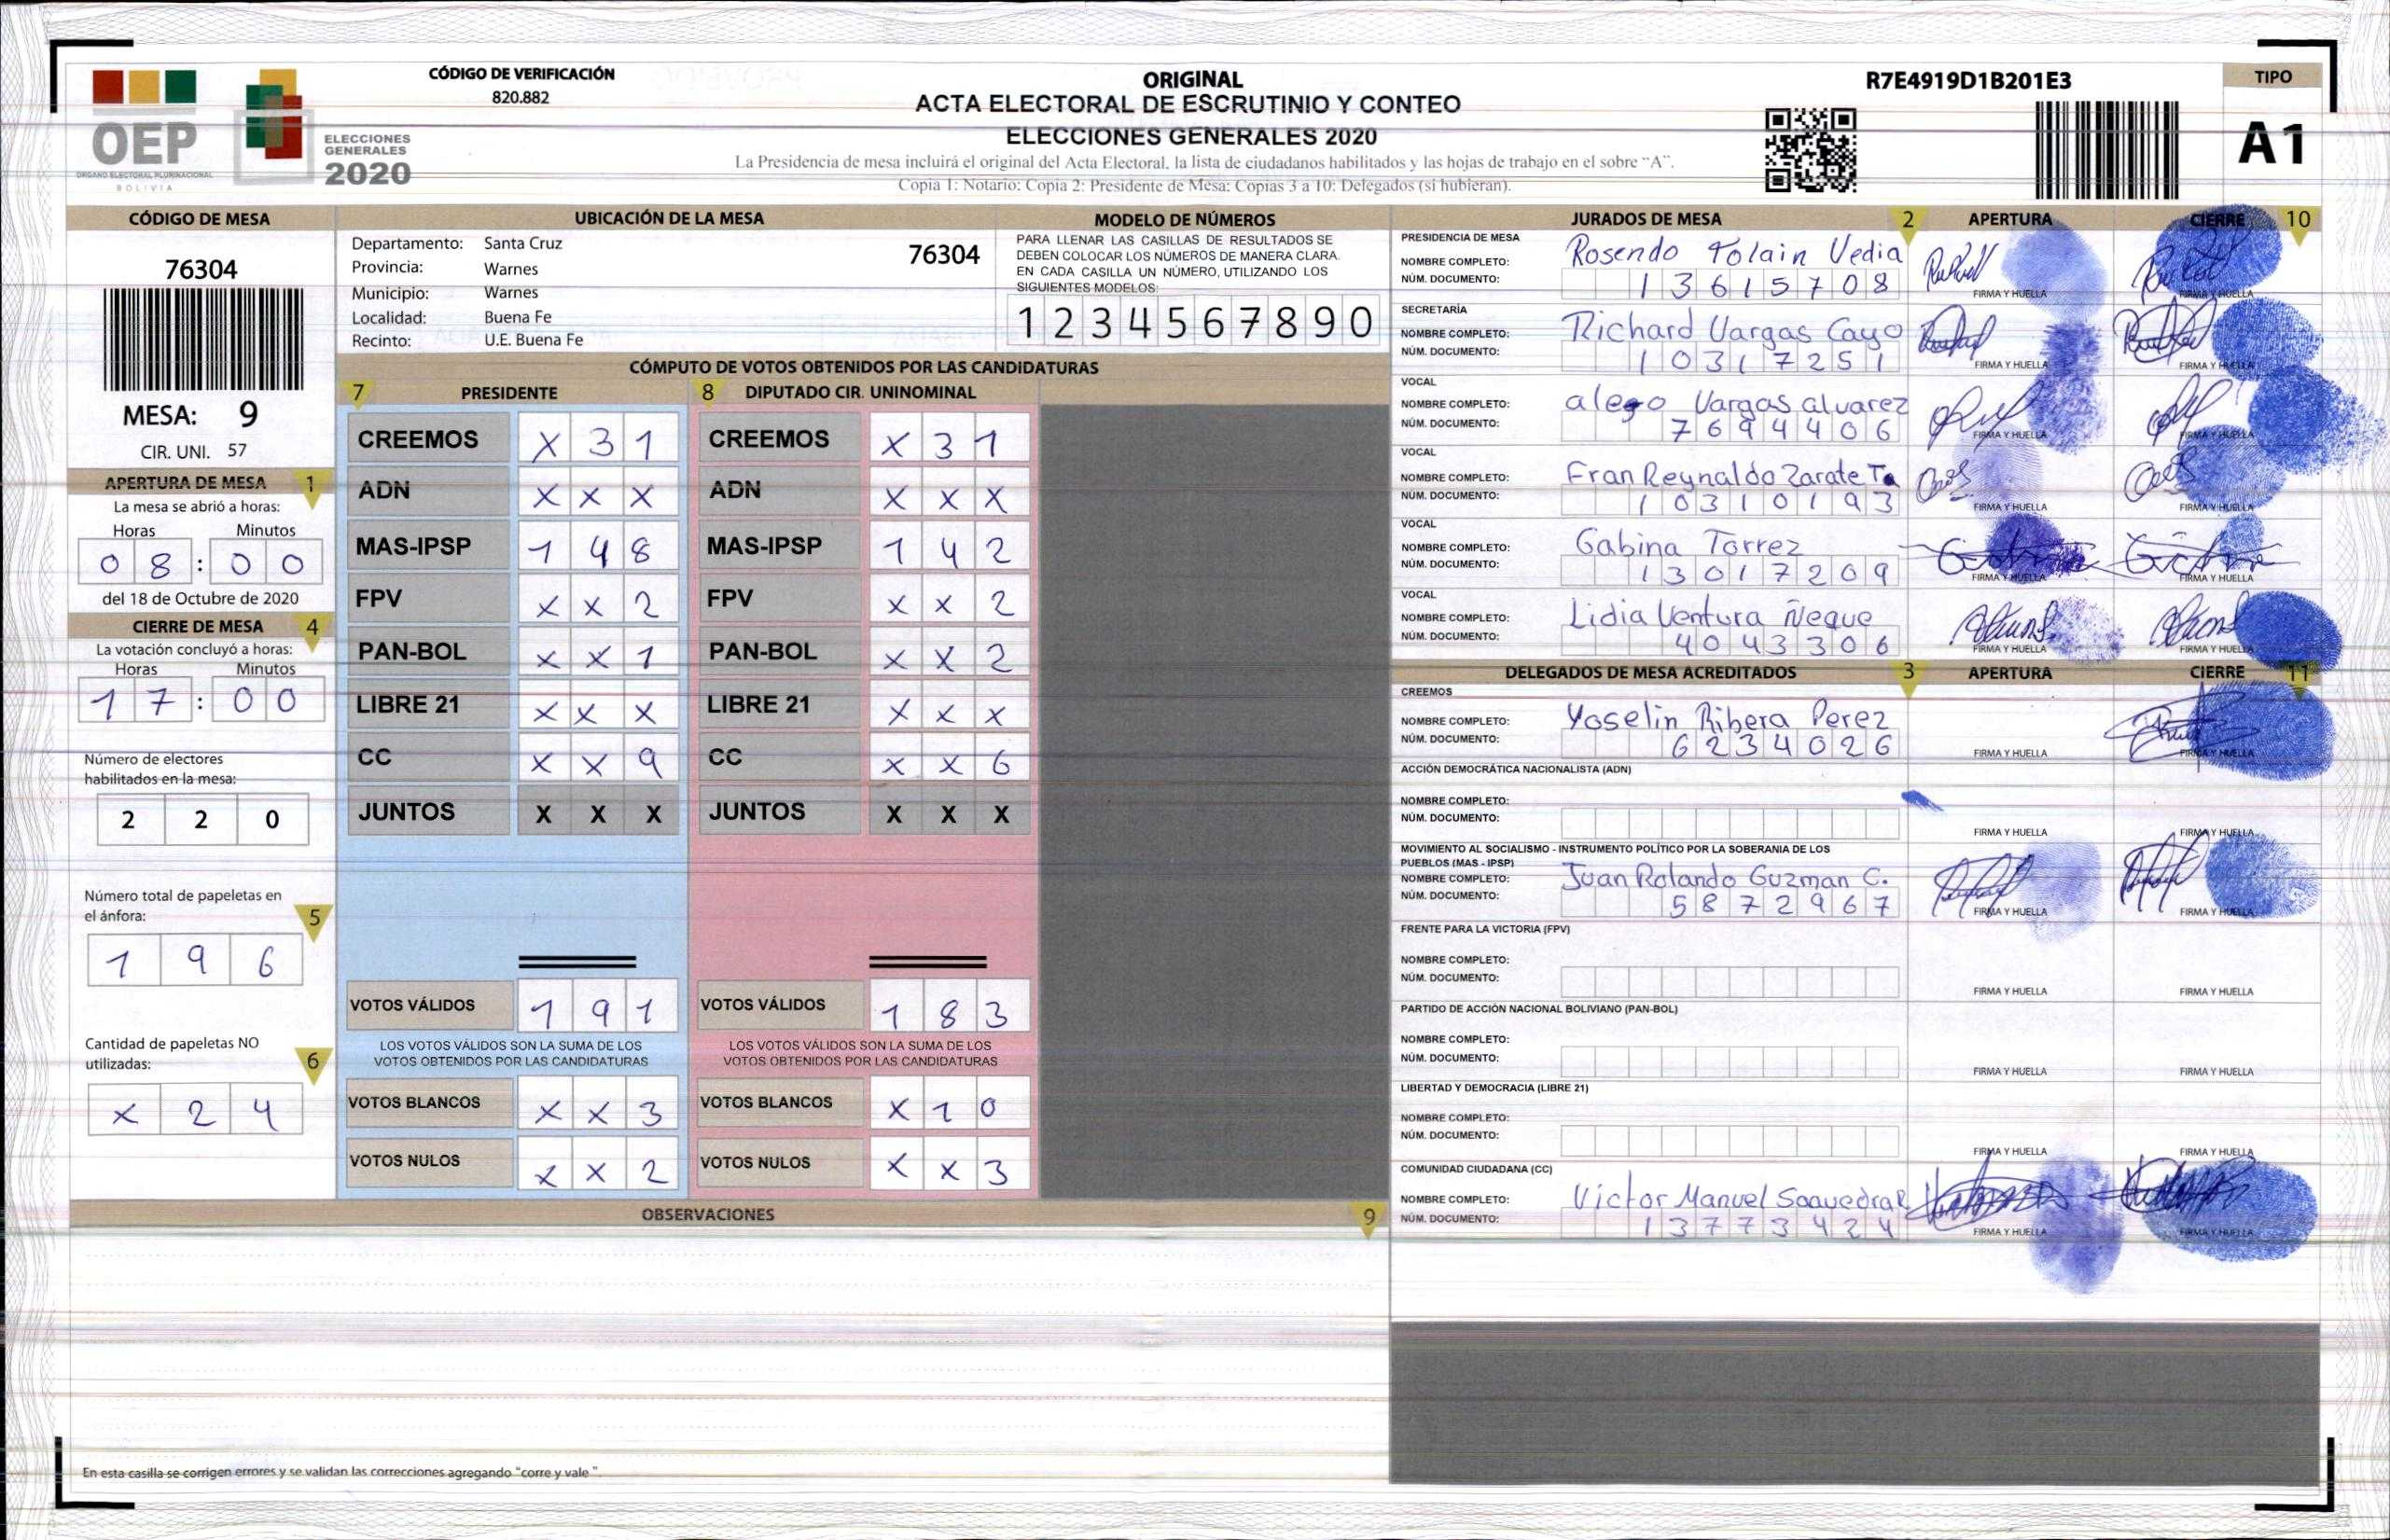 CÓDIGO DE VERIFICACIÓN
820.882
ORIGINAL
ACTA ELECTORAL DE ESCRUTINIO Y CONTEO
ELECCIONES GENERALES 2020
La Presidencia de mesa incluirá el original del Acta Electoral, la lista de ciudadanos habilitados y las hojas de trabajo en el sobre "A".
Copia 1: Notario; Copia 2: Presidente de Mesa; Copias 3 a 10: Delegados (si hubieran).
R7E4919D1B201E3
TIPO
A1
OEP
ÓRGANO ELECTORAL PLURINACIONAL
BOLIVIA
ELECCIONES
GENERALES
2020
CÓDIGO DE MESA
76304
MESA: 9
CIR. UNI. 57
APERTURA DE MESA 1
La mesa se abrió a horas:
Horas Minutos
0 8 : 0 0
del 18 de Octubre de 2020
CIERRE DE MESA 4
La votación concluyó a horas:
Horas Minutos
1 7 : 0 0
Número de electores
habilitados en la mesa:
2 2 0
Número total de papeletas en
el ánfora: 5
1 9 6
Cantidad de papeletas NO
utilizadas: 6
X 2 4
UBICACIÓN DE LA MESA
Departamento: Santa Cruz 76304
Provincia: Warnes
Municipio: Warnes
Localidad: Buena Fe
Recinto: U.E. Buena Fe
MODELO DE NÚMEROS
PARA LLENAR LAS CASILLAS DE RESULTADOS SE
DEBEN COLOCAR LOS NÚMEROS DE MANERA CLARA.
EN CADA CASILLA UN NÚMERO, UTILIZANDO LOS
SIGUIENTES MODELOS:
1 2 3 4 5 6 7 8 9 0
CÓMPUTO DE VOTOS OBTENIDOS POR LAS CANDIDATURAS
7 PRESIDENTE
CREEMOS X 3 1
ADN X X X
MAS-IPSP 1 4 8
FPV X X 2
PAN-BOL X X 1
LIBRE 21 X X X
CC X X 9
JUNTOS X X X
VOTOS VÁLIDOS 1 9 1
LOS VOTOS VÁLIDOS SON LA SUMA DE LOS
VOTOS OBTENIDOS POR LAS CANDIDATURAS
VOTOS BLANCOS X X 3
VOTOS NULOS X X 2
8 DIPUTADO CIR. UNINOMINAL
CREEMOS X 3 1
ADN X X X
MAS-IPSP 1 4 2
FPV X X 2
PAN-BOL X X 2
LIBRE 21 X X X
CC X X 6
JUNTOS X X X
VOTOS VÁLIDOS 1 8 3
LOS VOTOS VÁLIDOS SON LA SUMA DE LOS
VOTOS OBTENIDOS POR LAS CANDIDATURAS
VOTOS BLANCOS X 1 0
VOTOS NULOS X X 3
OBSERVACIONES 9
En esta casilla se corrigen errores y se validan las correcciones agregando "corre y vale"
JURADOS DE MESA 2 APERTURA CIERRE 10
PRESIDENCIA DE MESA
NOMBRE COMPLETO: Rosendo Tolain Vedia
NÚM. DOCUMENTO: 1 3 6 1 5 7 0 8
FIRMA Y HUELLA FIRMA Y HUELLA
SECRETARÍA
NOMBRE COMPLETO: Richard Vargas Cayo
NÚM. DOCUMENTO: 1 0 3 1 7 2 5 1
FIRMA Y HUELLA FIRMA Y HUELLA
VOCAL
NOMBRE COMPLETO: alego Vargas alvarez
NÚM. DOCUMENTO: 7 6 9 4 4 0 6
FIRMA Y HUELLA FIRMA Y HUELLA
VOCAL
NOMBRE COMPLETO: Fran Reynaldo Zarate T.
NÚM. DOCUMENTO: 1 0 3 1 0 1 9 3
FIRMA Y HUELLA FIRMA Y HUELLA
VOCAL
NOMBRE COMPLETO: Gabina Torrez
NÚM. DOCUMENTO: 1 3 0 1 7 2 0 9
FIRMA Y HUELLA FIRMA Y HUELLA
VOCAL
NOMBRE COMPLETO: Lidia Ventura Ñeque
NÚM. DOCUMENTO: 4 0 4 3 3 0 6
FIRMA Y HUELLA FIRMA Y HUELLA
DELEGADOS DE MESA ACREDITADOS 3 APERTURA CIERRE 11
CREEMOS
NOMBRE COMPLETO: Yoselin Ribera Perez
NÚM. DOCUMENTO: 6 2 3 4 0 2 6
FIRMA Y HUELLA FIRMA Y HUELLA
ACCIÓN DEMOCRÁTICA NACIONALISTA (ADN)
NOMBRE COMPLETO:
NÚM. DOCUMENTO:
FIRMA Y HUELLA FIRMA Y HUELLA
MOVIMIENTO AL SOCIALISMO - INSTRUMENTO POLÍTICO POR LA SOBERANIA DE LOS
PUEBLOS (MAS - IPSP)
NOMBRE COMPLETO: Juan Rolando Guzman C.
NÚM. DOCUMENTO: 5 8 7 2 9 6 7
FIRMA Y HUELLA FIRMA Y HUELLA
FRENTE PARA LA VICTORIA (FPV)
NOMBRE COMPLETO:
NÚM. DOCUMENTO:
FIRMA Y HUELLA FIRMA Y HUELLA
PARTIDO DE ACCIÓN NACIONAL BOLIVIANO (PAN-BOL)
NOMBRE COMPLETO:
NÚM. DOCUMENTO:
FIRMA Y HUELLA FIRMA Y HUELLA
LIBERTAD Y DEMOCRACIA (LIBRE 21)
NOMBRE COMPLETO:
NÚM. DOCUMENTO:
FIRMA Y HUELLA FIRMA Y HUELLA
COMUNIDAD CIUDADANA (CC)
NOMBRE COMPLETO: Victor Manuel Saavedra R
NÚM. DOCUMENTO: 1 3 7 7 3 4 2 4
FIRMA Y HUELLA FIRMA Y HUELLA